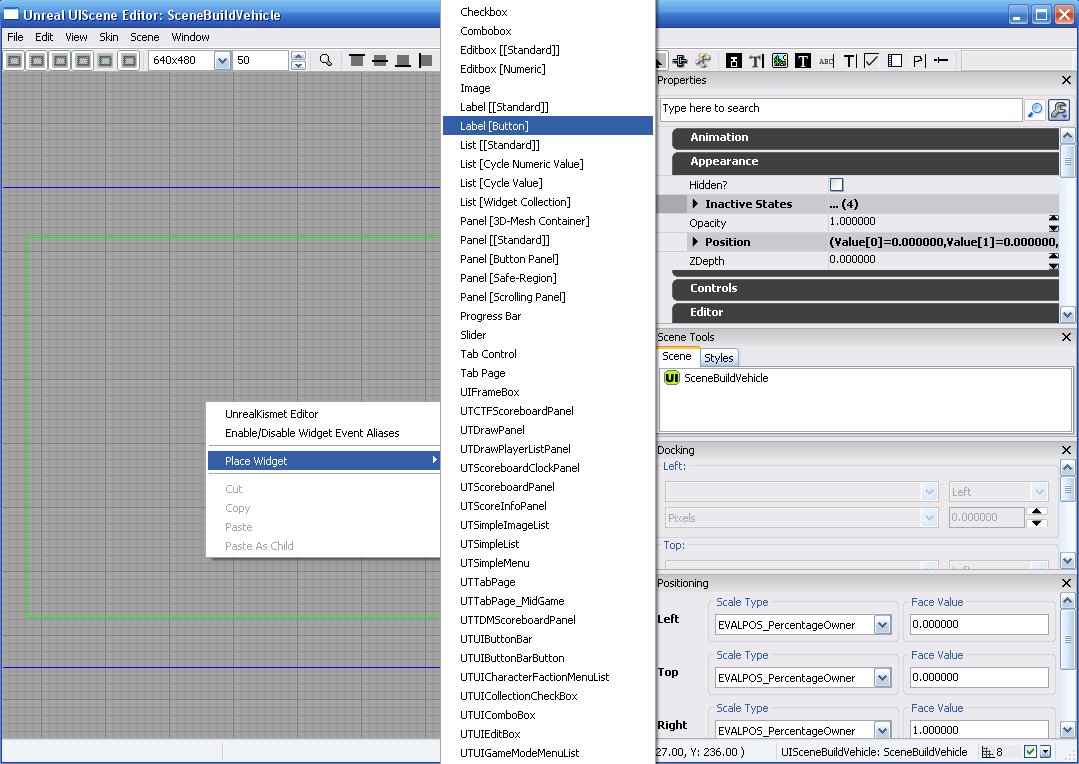 Unreal UIScene Editor: SceneBuildVehicle
File Edit View Skin Scene Window
640x480 50
UnrealKismet Editor
Enable/Disable Widget Event Aliases
Place Widget
Cut
Copy
Paste
Paste As Child
Checkbox
Combobox
Editbox [[Standard]]
Editbox [Numeric]
Image
Label [[Standard]]
Label [Button]
List [[Standard]]
List [Cycle Numeric Value]
List [Cycle Value]
List [Widget Collection]
Panel [3D-Mesh Container]
Panel [[Standard]]
Panel [Button Panel]
Panel [Safe-Region]
Panel [Scrolling Panel]
Progress Bar
Slider
Tab Control
Tab Page
UIFrameBox
UTCTFScoreboardPanel
UTDrawPanel
UTDrawPlayerListPanel
UTScoreboardClockPanel
UTScoreboardPanel
UTScoreInfoPanel
UTSimpleImageList
UTSimpleList
UTSimpleMenu
UTTabPage
UTTabPage_MidGame
UTTDMScoreboardPanel
UTUIButtonBar
UTUIButtonBarButton
UTUICharacterFactionMenuList
UTUICollectionCheckBox
UTUIComboBox
UTUIEditBox
UTUIGameModeMenuList
T T ABC T P
Properties
Type here to search
Animation
Appearance
Hidden?
Inactive States ... (4)
Opacity 1.000000
Position (Value[0]=0.000000,Value[1]=0.000000,
ZDepth 0.000000
Controls
Editor
Scene Tools
Scene Styles
UI SceneBuildVehicle
Docking
Left:
Left
Pixels 0.000000
Top:
Positioning
Scale Type Face Value
Left EVALPOS_PercentageOwner 0.000000
Scale Type Face Value
Top EVALPOS_PercentageOwner 0.000000
Scale Type Face Value
Right EVALPOS_PercentageOwner 1.000000
27.00, Y: 236.00 ) UISceneBuildVehicle: SceneBuildVehicle 8